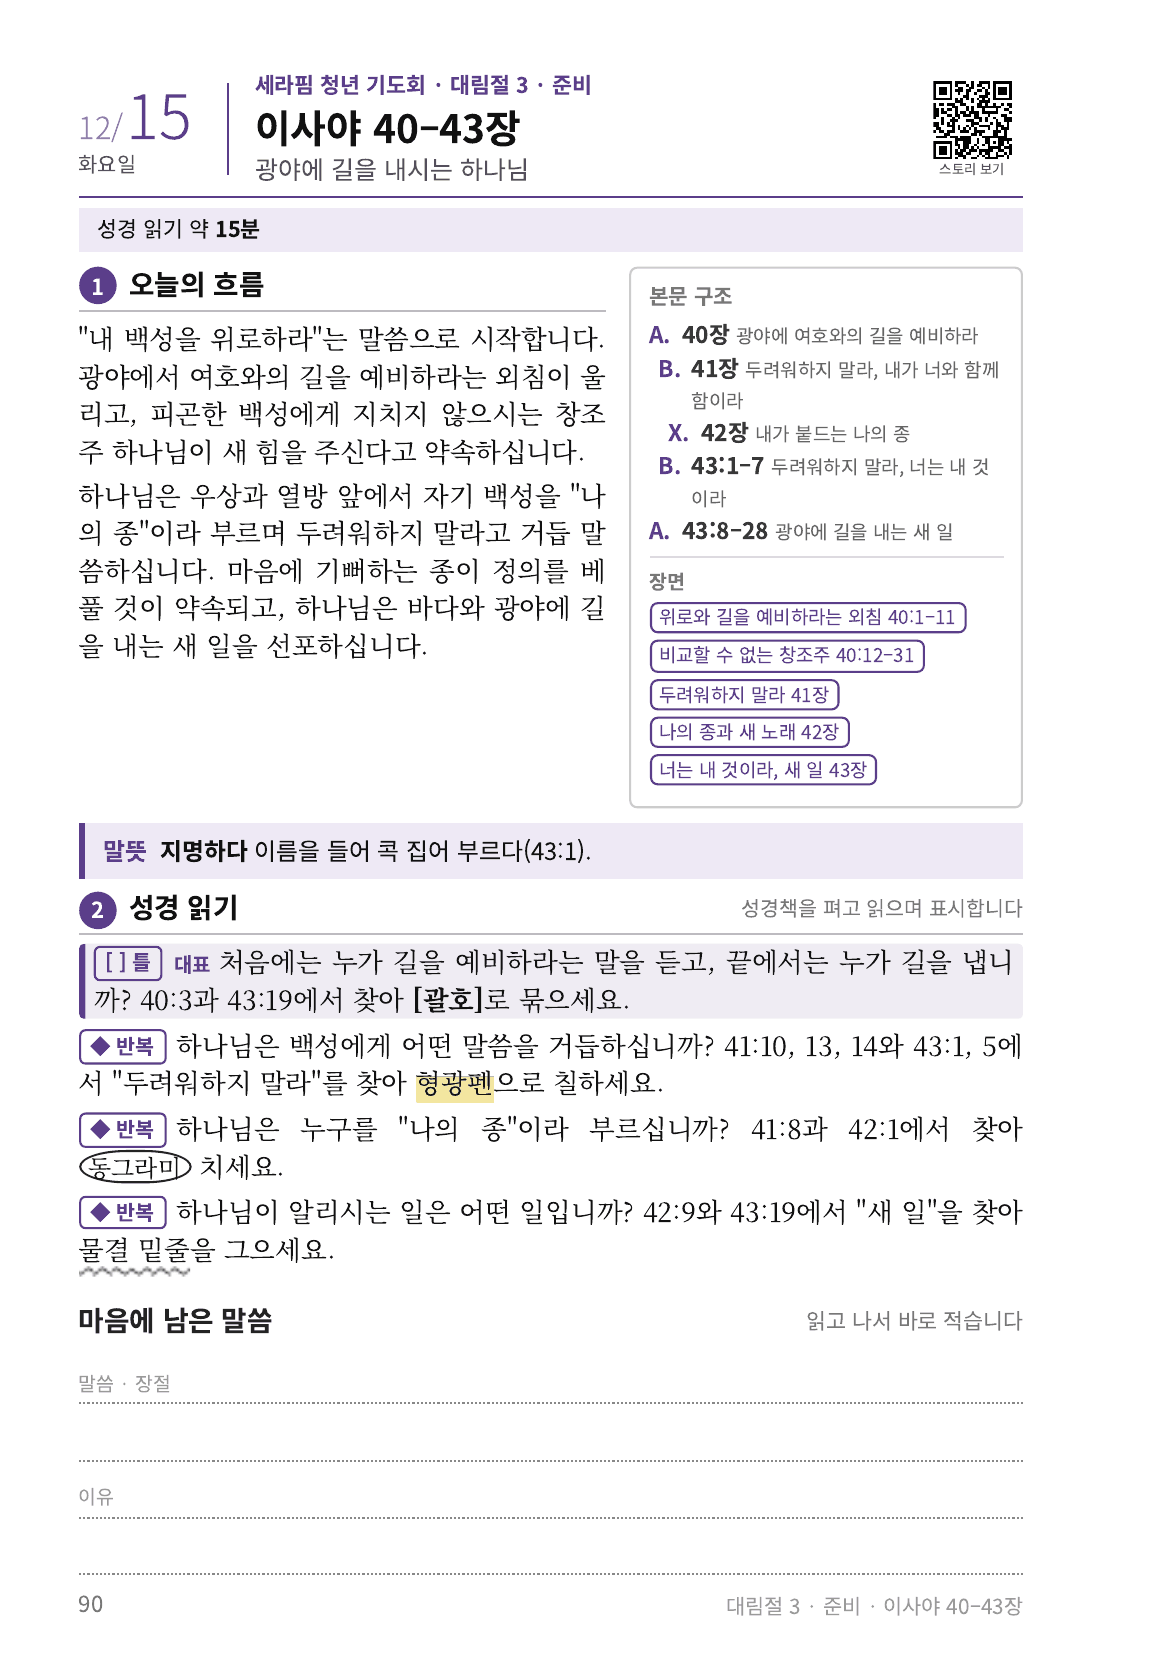 12/15
화요일
세라핌 청년 기도회 · 대림절 3 · 준비
이사야 40–43장
광야에 길을 내시는 하나님
스토리 보기
성경 읽기 약 15분
1 오늘의 흐름
"내 백성을 위로하라"는 말씀으로 시작합니다.
광야에서 여호와의 길을 예비하라는 외침이 울
리고, 피곤한 백성에게 지치지 않으시는 창조
주 하나님이 새 힘을 주신다고 약속하십니다.
하나님은 우상과 열방 앞에서 자기 백성을 "나
의 종"이라 부르며 두려워하지 말라고 거듭 말
씀하십니다. 마음에 기뻐하는 종이 정의를 베
풀 것이 약속되고, 하나님은 바다와 광야에 길
을 내는 새 일을 선포하십니다.
본문 구조
A. 40장 광야에 여호와의 길을 예비하라
B. 41장 두려워하지 말라, 내가 너와 함께
함이라
X. 42장 내가 붙드는 나의 종
B. 43:1–7 두려워하지 말라, 너는 내 것
이라
A. 43:8–28 광야에 길을 내는 새 일
장면
위로와 길을 예비하라는 외침 40:1–11
비교할 수 없는 창조주 40:12–31
두려워하지 말라 41장
나의 종과 새 노래 42장
너는 내 것이라, 새 일 43장
말뜻 지명하다 이름을 들어 콕 집어 부르다(43:1).
2 성경 읽기
성경책을 펴고 읽으며 표시합니다
[ ] 틀 대표 처음에는 누가 길을 예비하라는 말을 듣고, 끝에서는 누가 길을 냅니
까? 40:3과 43:19에서 찾아 [괄호]로 묶으세요.
◆ 반복 하나님은 백성에게 어떤 말씀을 거듭하십니까? 41:10, 13, 14와 43:1, 5에
서 "두려워하지 말라"를 찾아 형광펜으로 칠하세요.
◆ 반복 하나님은 누구를 "나의 종"이라 부르십니까? 41:8과 42:1에서 찾아
동그라미 치세요.
◆ 반복 하나님이 알리시는 일은 어떤 일입니까? 42:9와 43:19에서 "새 일"을 찾아
물결 밑줄을 그으세요.
마음에 남은 말씀
읽고 나서 바로 적습니다
말씀 · 장절
이유
90
대림절 3 · 준비 · 이사야 40–43장